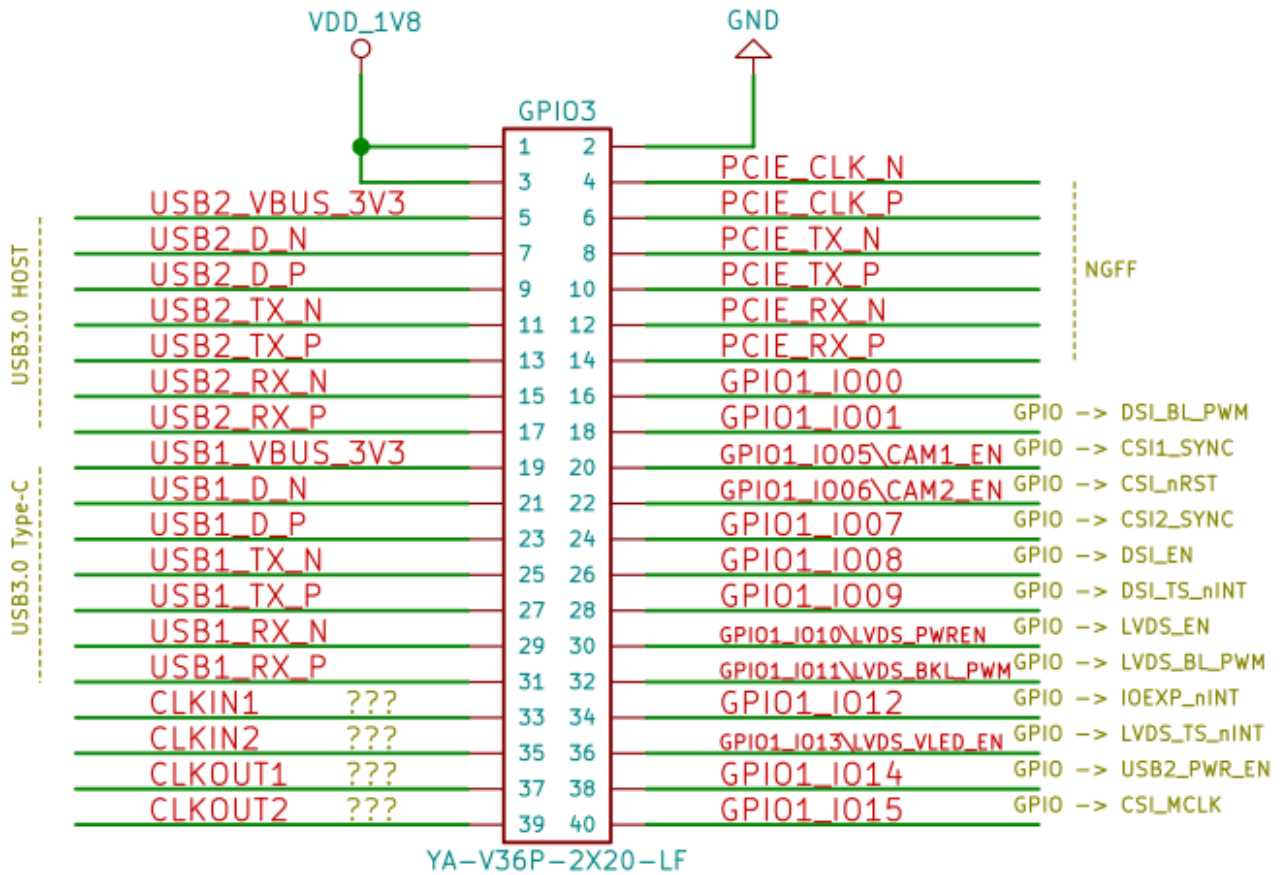 VDD_1V8
GND
GPIO3
1 2
PCIE_CLK_N
3 4
USB2_VBUS_3V3 PCIE_CLK_P
5 6
USB2_D_N PCIE_TX_N
7 8
USB2_D_P PCIE_TX_P
9 10
USB2_TX_N PCIE_RX_N
11 12
USB2_TX_P PCIE_RX_P
13 14
USB2_RX_N GPIO1_IO00
15 16
USB2_RX_P GPIO1_IO01 GPIO -> DSI_BL_PWM
17 18
USB1_VBUS_3V3 GPIO1_IO05\CAM1_EN GPIO -> CSI1_SYNC
19 20
USB1_D_N GPIO1_IO06\CAM2_EN GPIO -> CSI_nRST
21 22
USB1_D_P GPIO1_IO07 GPIO -> CSI2_SYNC
23 24
USB1_TX_N GPIO1_IO08 GPIO -> DSI_EN
25 26
USB1_TX_P GPIO1_IO09 GPIO -> DSI_TS_nINT
27 28
USB1_RX_N GPIO1_IO10\LVDS_PWREN GPIO -> LVDS_EN
29 30
USB1_RX_P GPIO1_IO11\LVDS_BKL_PWM GPIO -> LVDS_BL_PWM
31 32
CLKIN1 ??? GPIO1_IO12 GPIO -> IOEXP_nINT
33 34
CLKIN2 ??? GPIO1_IO13\LVDS_VLED_EN GPIO -> LVDS_TS_nINT
35 36
CLKOUT1 ??? GPIO1_IO14 GPIO -> USB2_PWR_EN
37 38
CLKOUT2 ??? GPIO1_IO15 GPIO -> CSI_MCLK
39 40
YA-V36P-2X20-LF
USB3.0 HOST
USB3.0 Type-C
NGFF